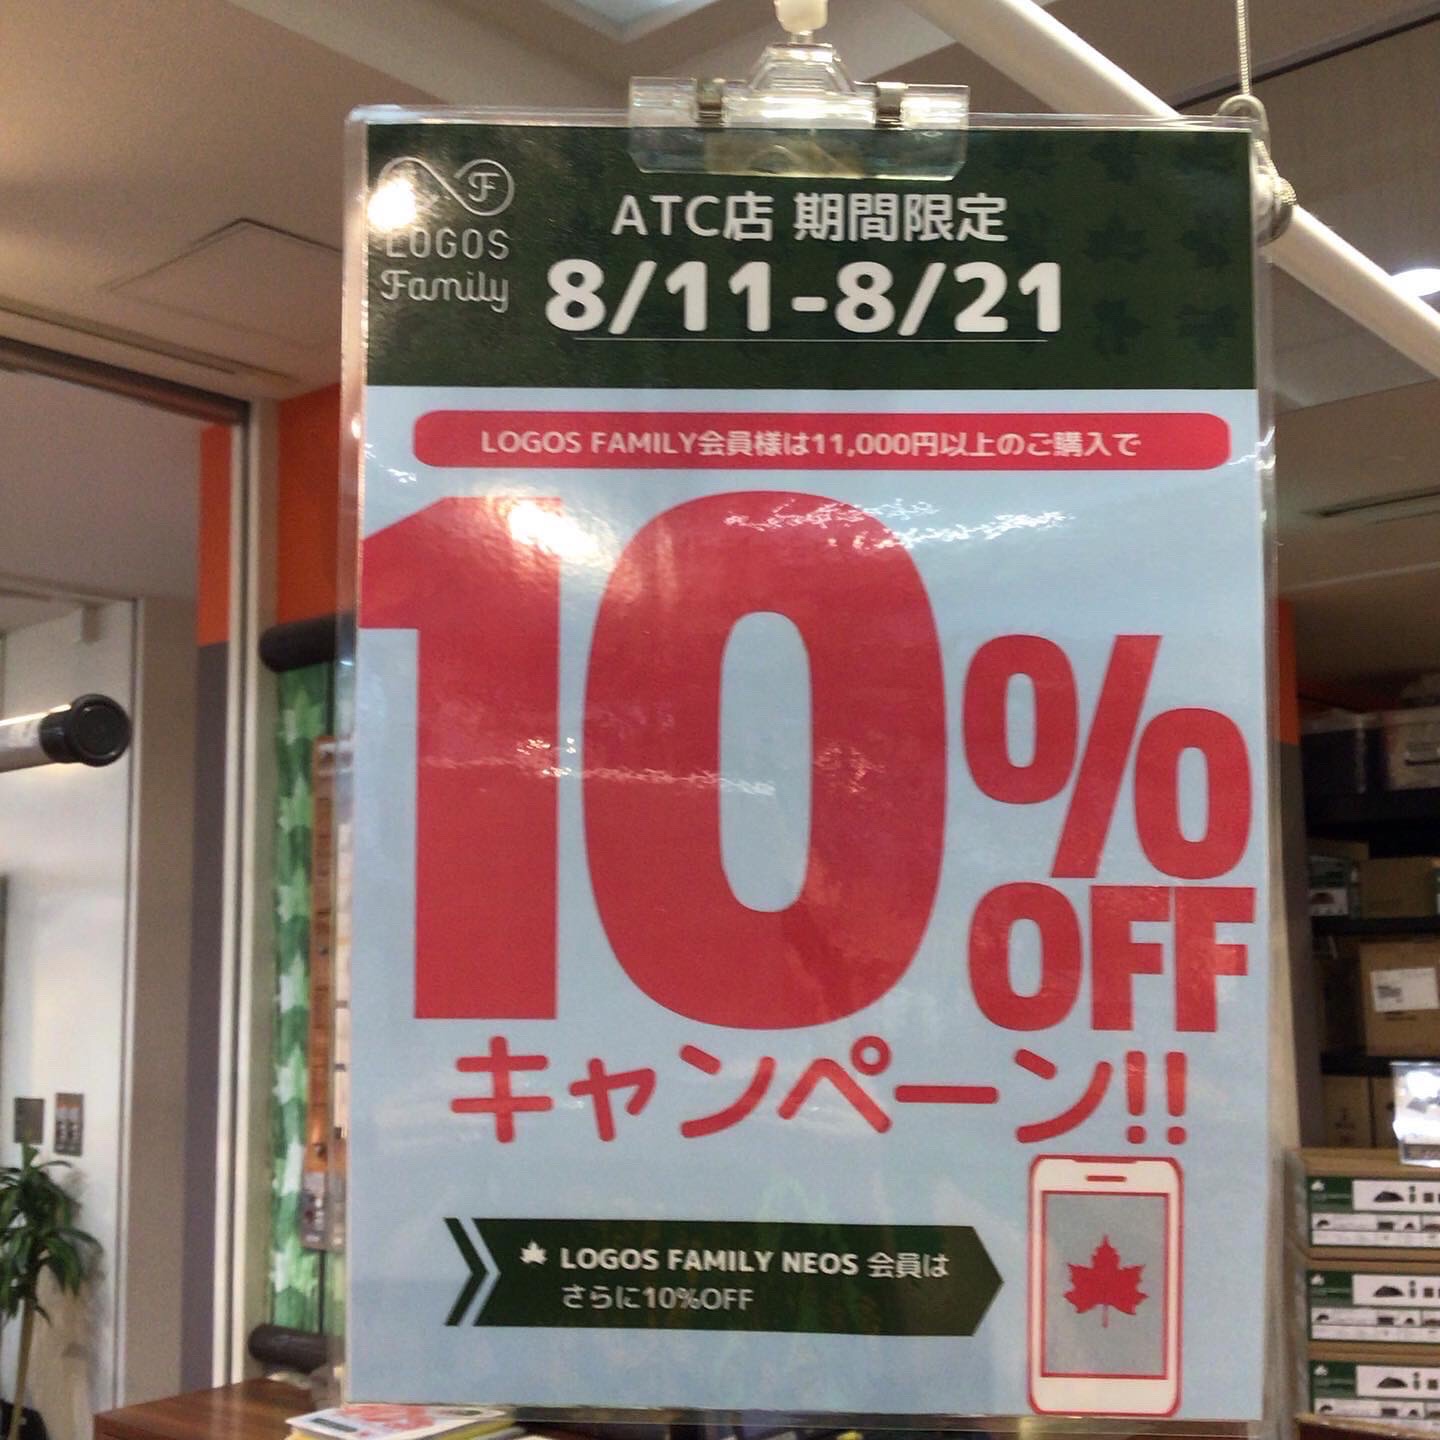 LOGOS
Family
ATC店 期間限定
8/11-8/21
LOGOS FAMILY会員様は11,000円以上のご購入で
10%
OFF
キャンペーン!!
LOGOS FAMILY NEOS 会員は
さらに10%OFF